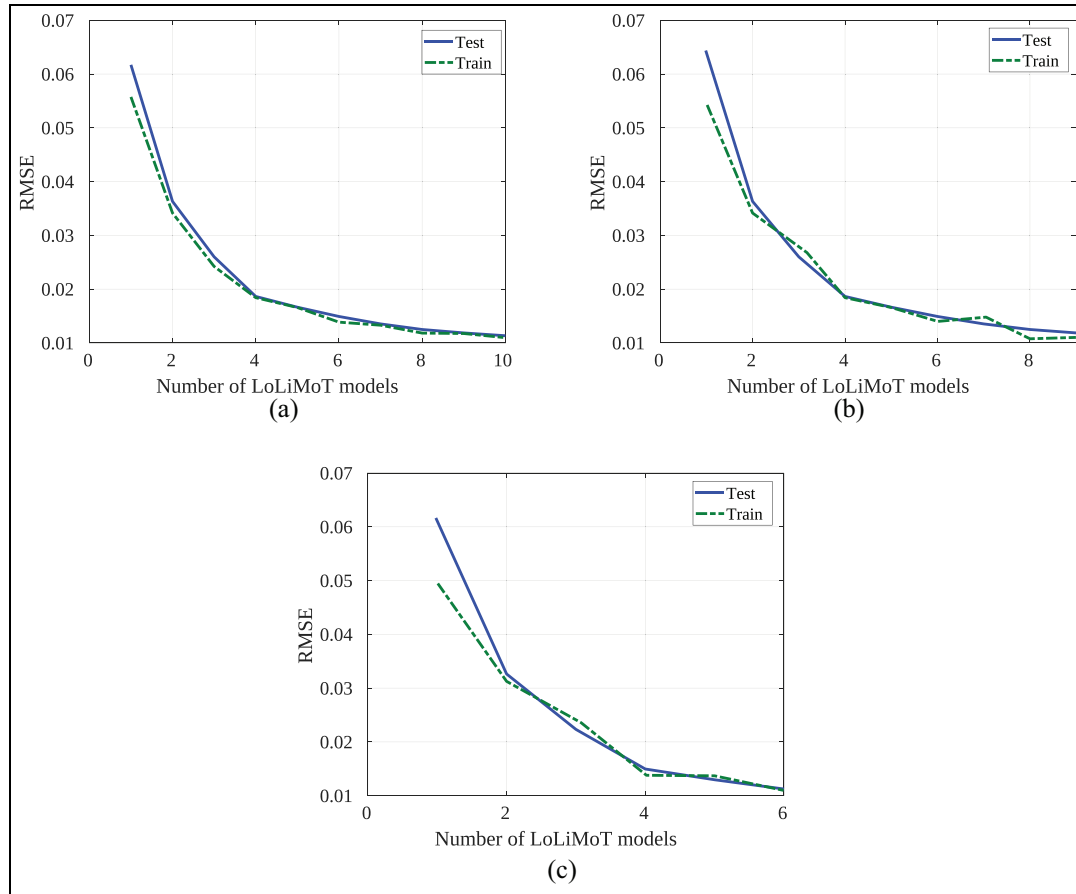 0.07
0.06
0.05
0.04
0.03
0.02
0.01
RMSE
Test
Train
0 2 4 6 8 10
Number of LoLiMoT models
(a)
0.07
0.06
0.05
0.04
0.03
0.02
0.01
RMSE
Test
Train
0 2 4 6 8
Number of LoLiMoT models
(b)
0.07
0.06
0.05
0.04
0.03
0.02
0.01
RMSE
Test
Train
0 2 4 6
Number of LoLiMoT models
(c)